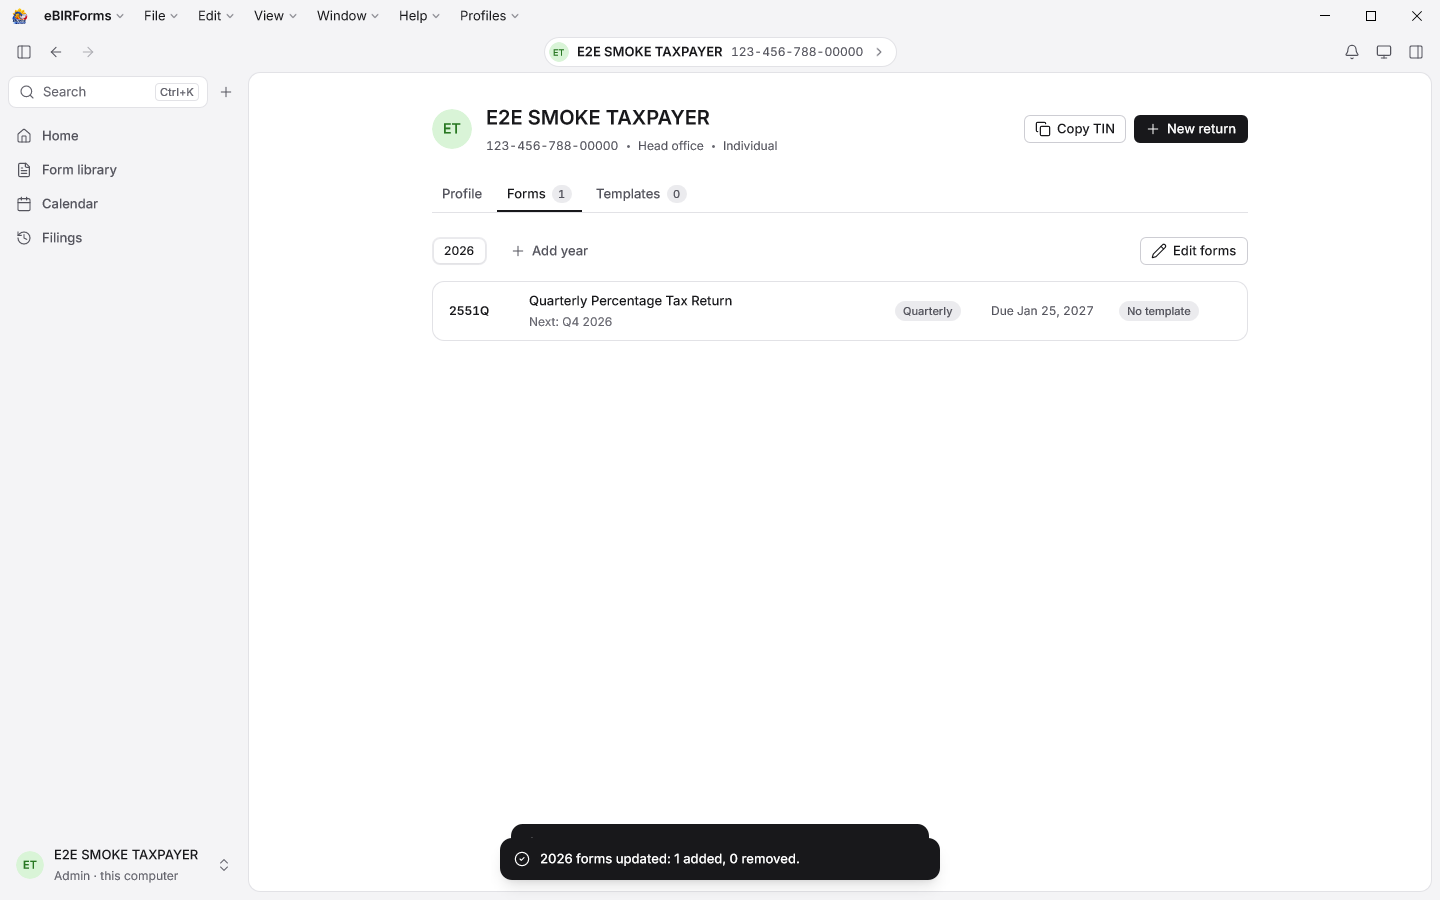 eBIRForms File Edit View Window Help Profiles
ET E2E SMOKE TAXPAYER 123-456-788-00000
Search Ctrl+K
Home
Form library
Calendar
Filings
ET
E2E SMOKE TAXPAYER
123-456-788-00000 • Head office • Individual
Copy TIN
New return
Profile Forms 1 Templates 0
2026 Add year Edit forms
2551Q
Quarterly Percentage Tax Return
Next: Q4 2026
Quarterly
Due Jan 25, 2027
No template
2026 forms updated: 1 added, 0 removed.
ET
E2E SMOKE TAXPAYER
Admin · this computer